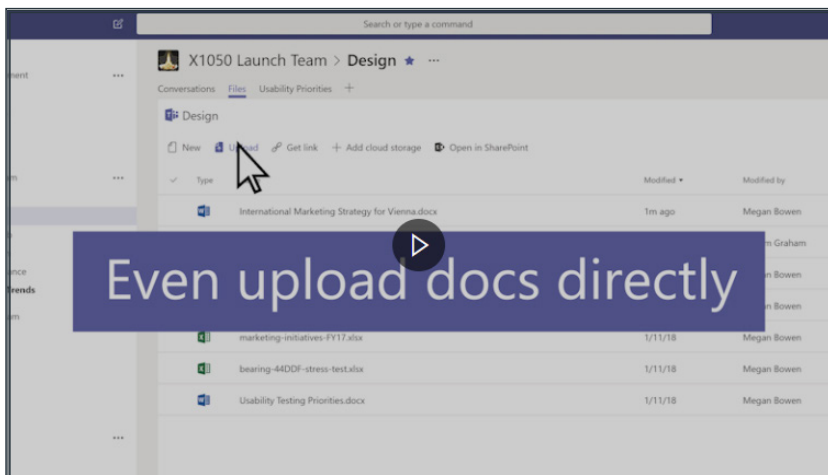 Search or type a command
X1050 Launch Team > Design
Conversations Files Usability Priorities
Design
New Upload Get link Add cloud storage Open in SharePoint
Type Modified Modified by
International Marketing Strategy for Vienna.docx 1m ago Megan Bowen
Graham
Even upload docs directly
Megan Bowen
Trends
Megan Bowen
marketing-initiatives-FY17.xlsx 1/11/18 Megan Bowen
bearing-44DDF-stress-test.xlsx 1/11/18 Megan Bowen
Usability Testing Priorities.docx 1/11/18 Megan Bowen